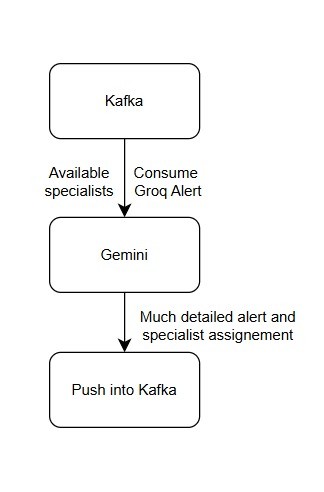 Kafka
Available
specialists
Consume
Groq Alert
Gemini
Much detailed alert and
specialist assignement
Push into Kafka